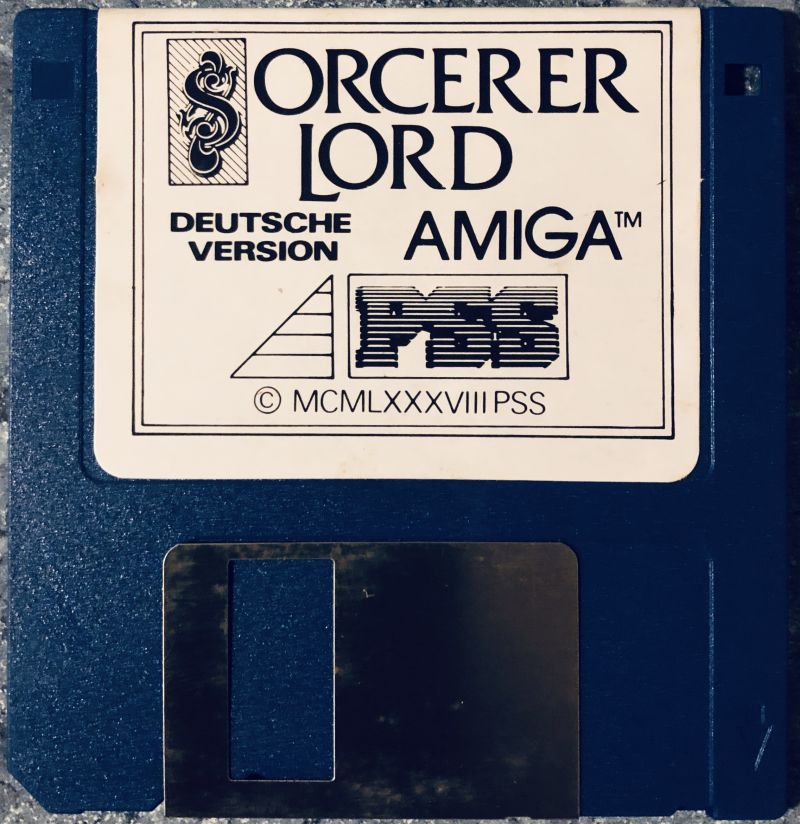 SORCERER
LORD
DEUTSCHE
VERSION
AMIGA™
PSS
© MCMLXXXVIII PSS